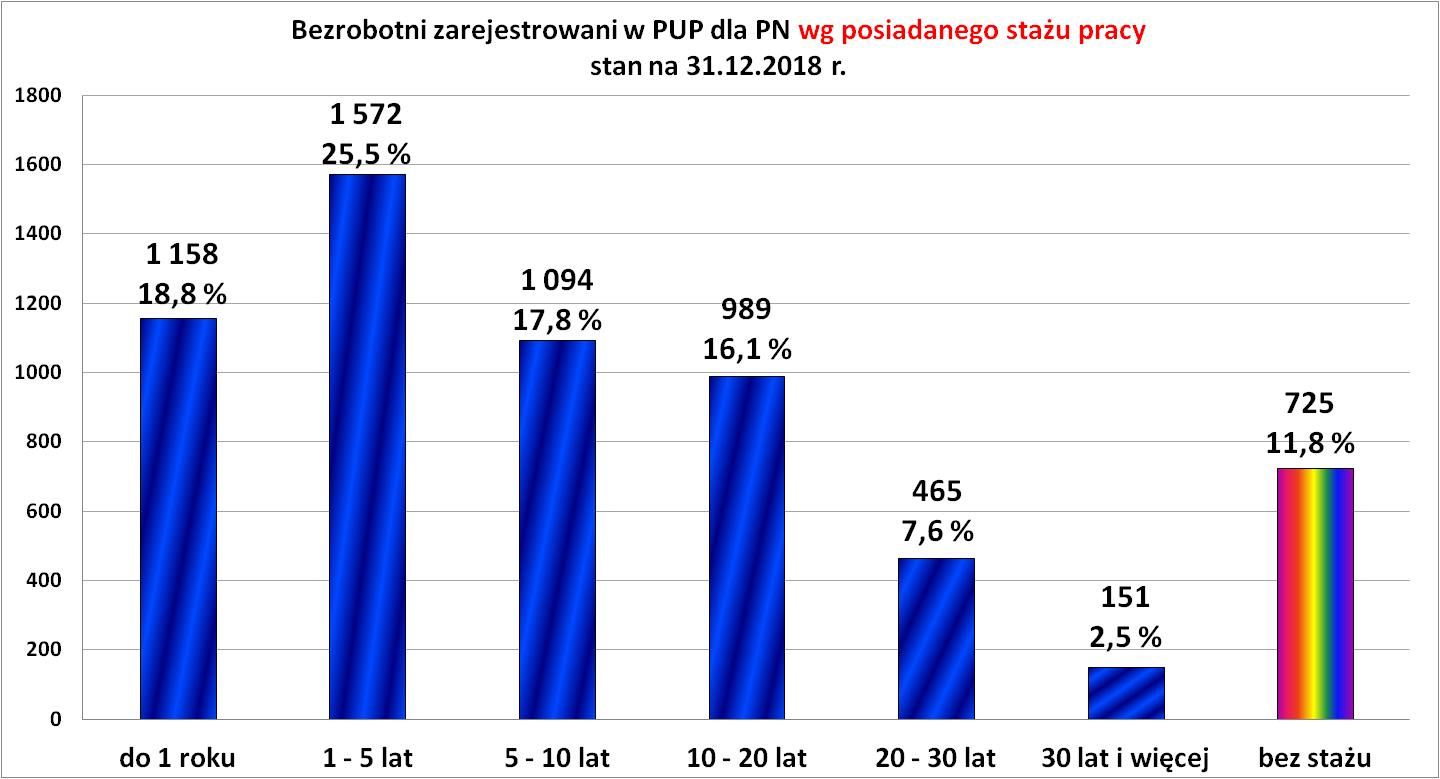 Bezrobotni zarejestrowani w PUP dla PN wg posiadanego stażu pracy
stan na 31.12.2018 r.
1800
1600
1400
1200
1000
800
600
400
200
0
1 158
18,8 %
1 572
25,5 %
1 094
17,8 %
989
16,1 %
465
7,6 %
151
2,5 %
725
11,8 %
do 1 roku
1 - 5 lat
5 - 10 lat
10 - 20 lat
20 - 30 lat
30 lat i więcej
bez stażu